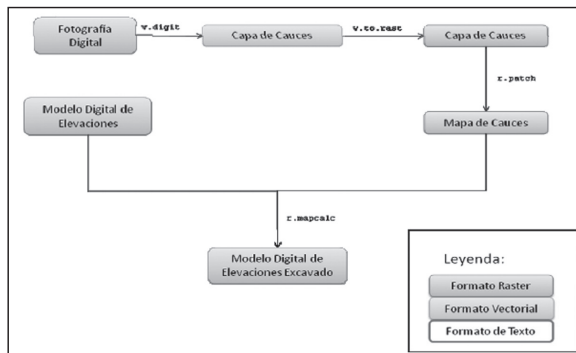 Fotografía
Digital
v.digit
Capa de Cauces
v.to.rast
Capa de Cauces
r.patch
Modelo Digital de
Elevaciones
Mapa de Cauces
r.mapcalc
Modelo Digital de
Elevaciones Excavado
Leyenda:
Formato Raster
Formato Vectorial
Formato de Texto